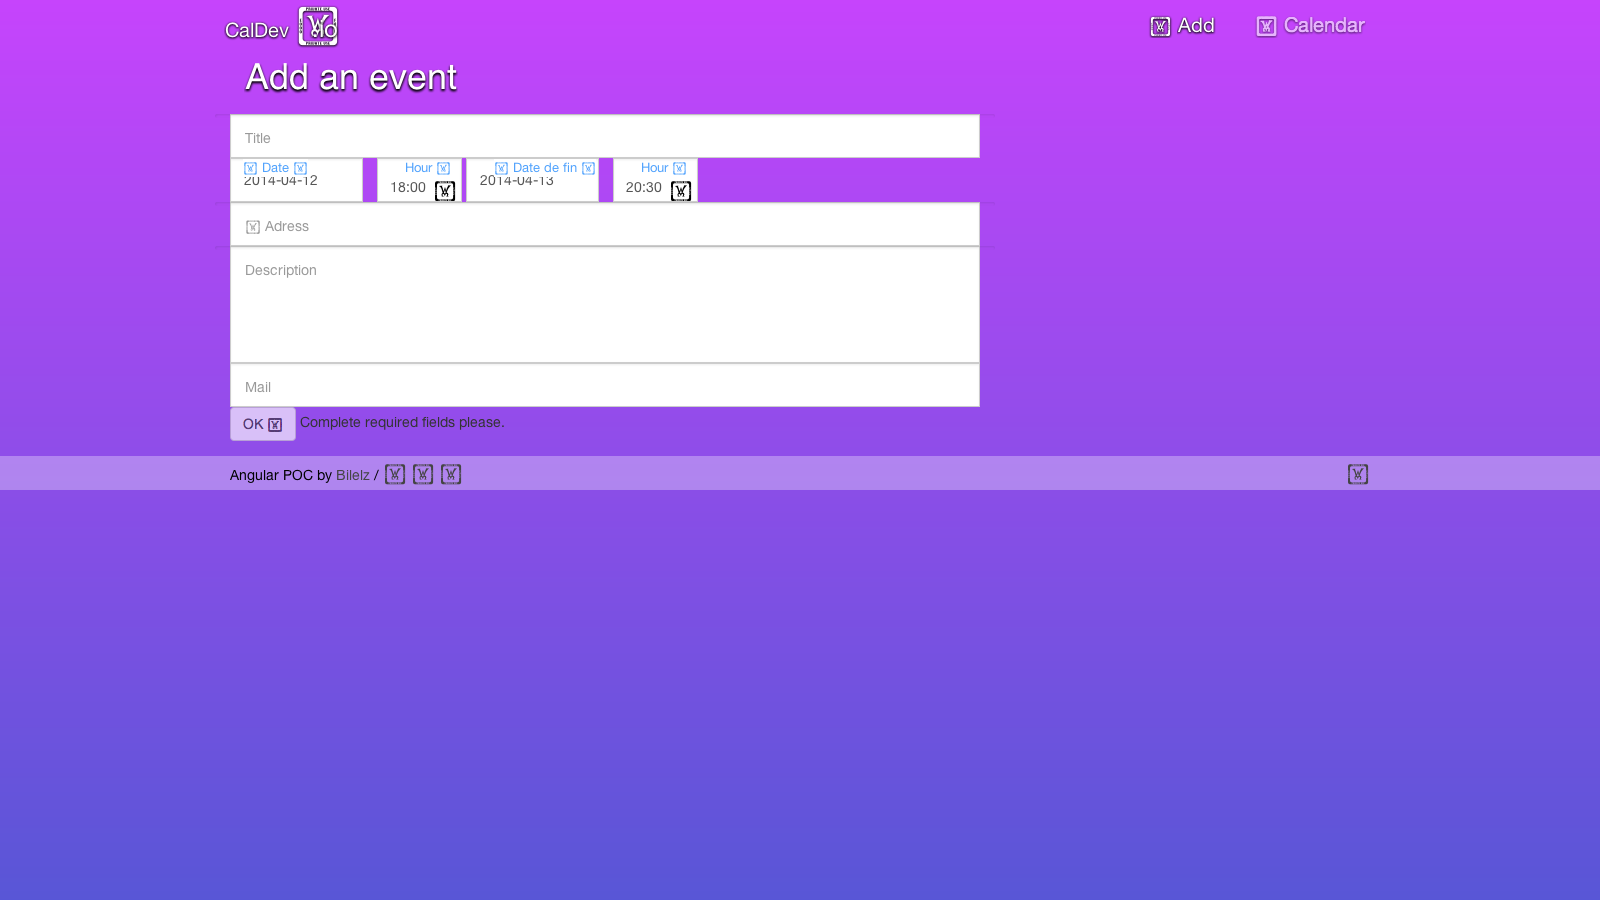 CalDev
Add
Calendar
Add an event
Title
Date
Hour
Date de fin
Hour
2014-04-12
18:00
2014-04-13
20:30
Adress
Description
Mail
OK
Complete required fields please.
Angular POC by Bilelz /